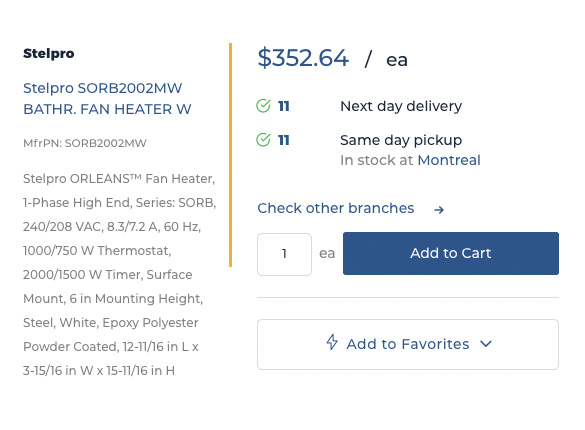 Stelpro
Stelpro SORB2002MW
BATHR. FAN HEATER W
MfrPN: SORB2002MW
Stelpro ORLEANS™ Fan Heater,
1-Phase High End, Series: SORB,
240/208 VAC, 8.3/7.2 A, 60 Hz,
1000/750 W Thermostat,
2000/1500 W Timer, Surface
Mount, 6 in Mounting Height,
Steel, White, Epoxy Polyester
Powder Coated, 12-11/16 in L x
3-15/16 in W x 15-11/16 in H
$352.64 / ea
11 Next day delivery
11 Same day pickup
In stock at Montreal
Check other branches →
1 ea Add to Cart
Add to Favorites